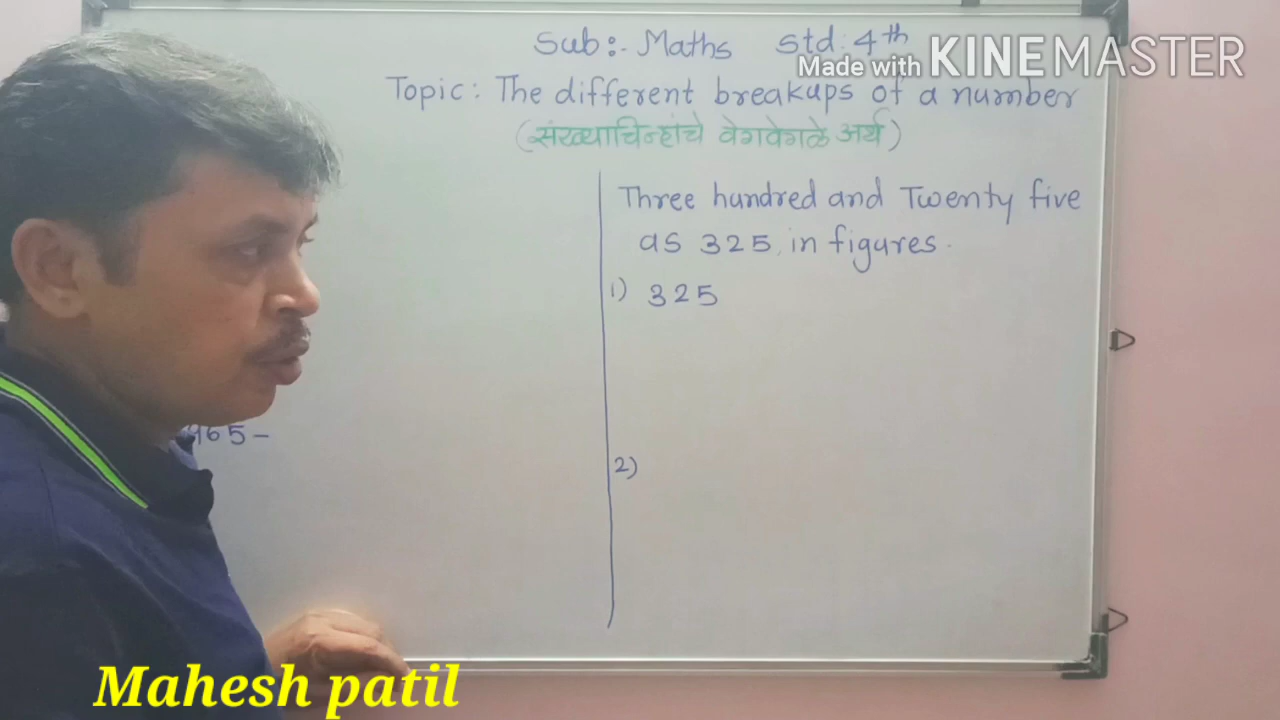 Sub:- Maths Std: 4th
Made with KINEMASTER
Topic: The different breakups of a number
(संख्याचिन्हांचे वेगवेगळे अर्थ)
Three hundred and Twenty five
as 325, in figures.
1) 325
965-
2)
Mahesh patil